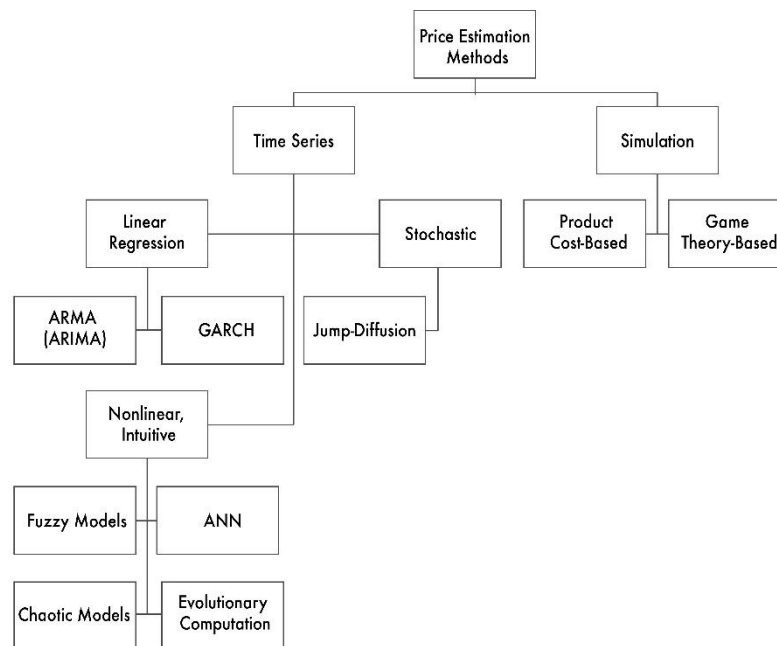 Price Estimation
Methods
Time Series
Simulation
Linear
Regression
Stochastic
Product
Cost-Based
Game
Theory-Based
ARMA
(ARIMA)
GARCH
Jump-Diffusion
Nonlinear,
Intuitive
Fuzzy Models
ANN
Chaotic Models
Evolutionary
Computation